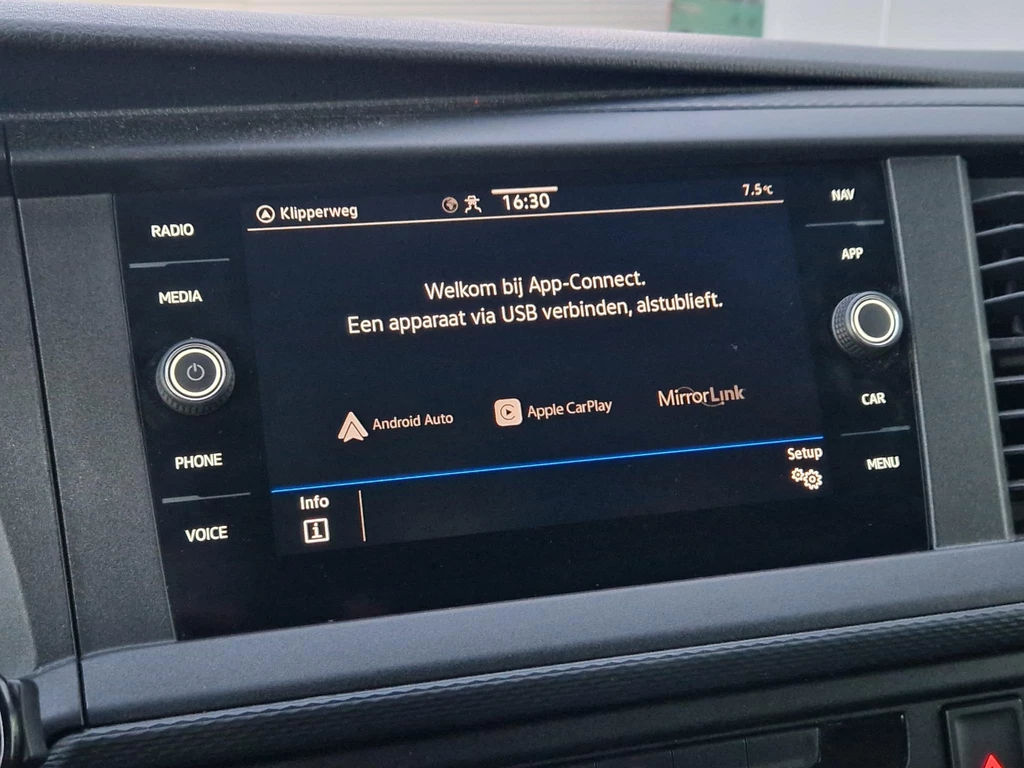 Klipperweg
16:30
7.5°C
RADIO
MEDIA
PHONE
VOICE
Welkom bij App-Connect.
Een apparaat via USB verbinden, alstublieft.
Android Auto
Apple CarPlay
MirrorLink
Info
i
Setup
NAV
APP
CAR
MENU